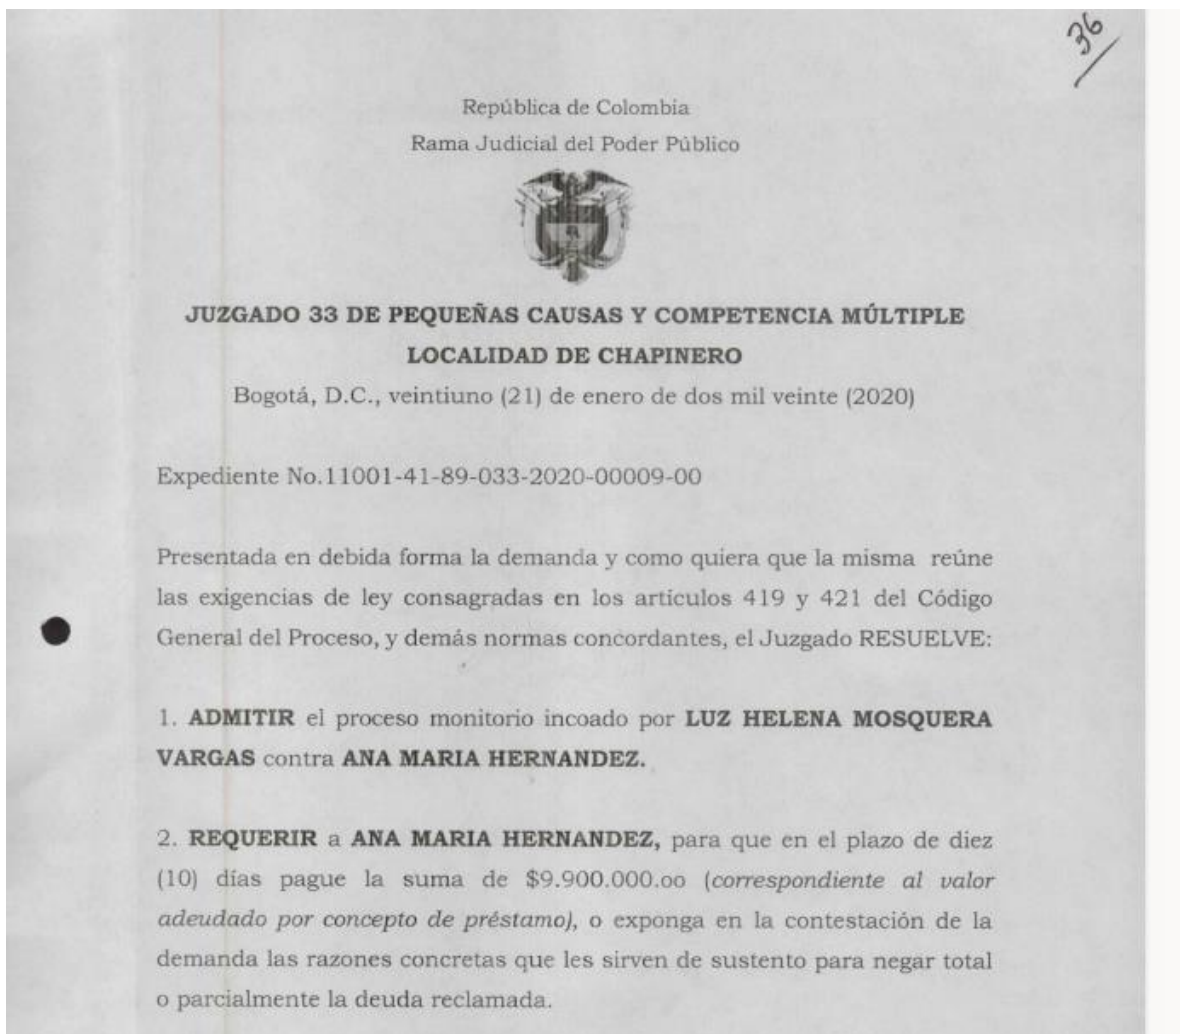 36
República de Colombia
Rama Judicial del Poder Público
JUZGADO 33 DE PEQUEÑAS CAUSAS Y COMPETENCIA MÚLTIPLE
LOCALIDAD DE CHAPINERO
Bogotá, D.C., veintiuno (21) de enero de dos mil veinte (2020)
Expediente No.11001-41-89-033-2020-00009-00
Presentada en debida forma la demanda y como quiera que la misma reúne
las exigencias de ley consagradas en los artículos 419 y 421 del Código
General del Proceso, y demás normas concordantes, el Juzgado RESUELVE:
1. ADMITIR el proceso monitorio incoado por LUZ HELENA MOSQUERA
VARGAS contra ANA MARIA HERNANDEZ.
2. REQUERIR a ANA MARIA HERNANDEZ, para que en el plazo de diez
(10) días pague la suma de $9.900.000.oo (correspondiente al valor
adeudado por concepto de préstamo), o exponga en la contestación de la
demanda las razones concretas que les sirven de sustento para negar total
o parcialmente la deuda reclamada.